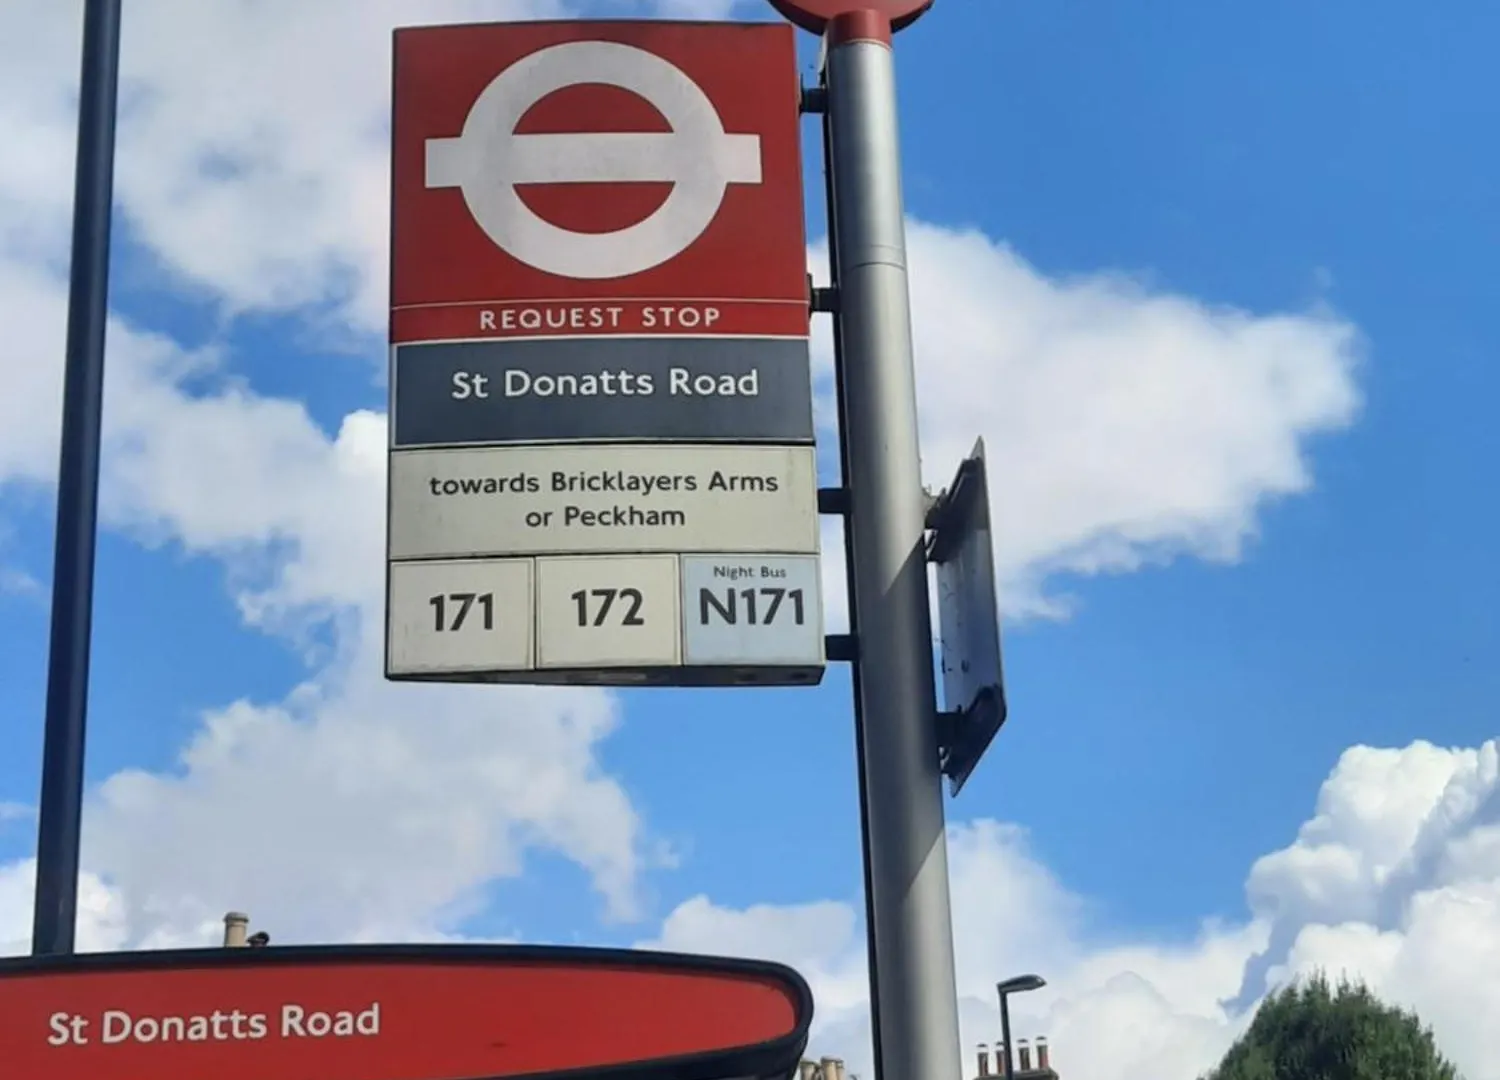 REQUEST STOP
St Donatts Road
towards Bricklayers Arms
or Peckham
171
172
Night Bus
N171
St Donatts Road